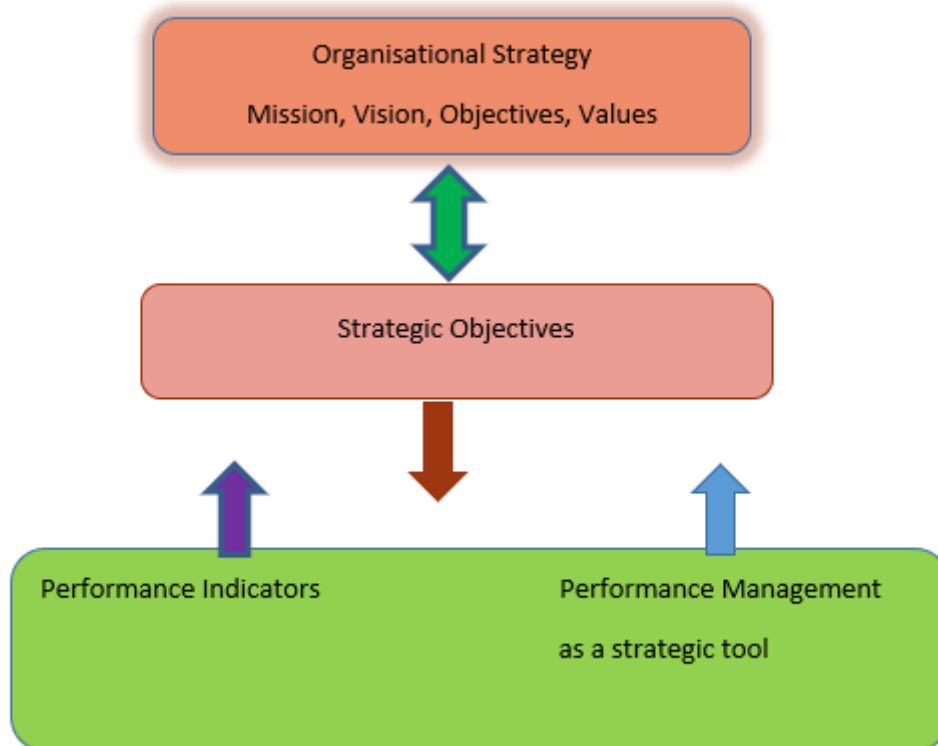 Organisational Strategy
Mission, Vision, Objectives, Values
Strategic Objectives
Performance Indicators
Performance Management
as a strategic tool